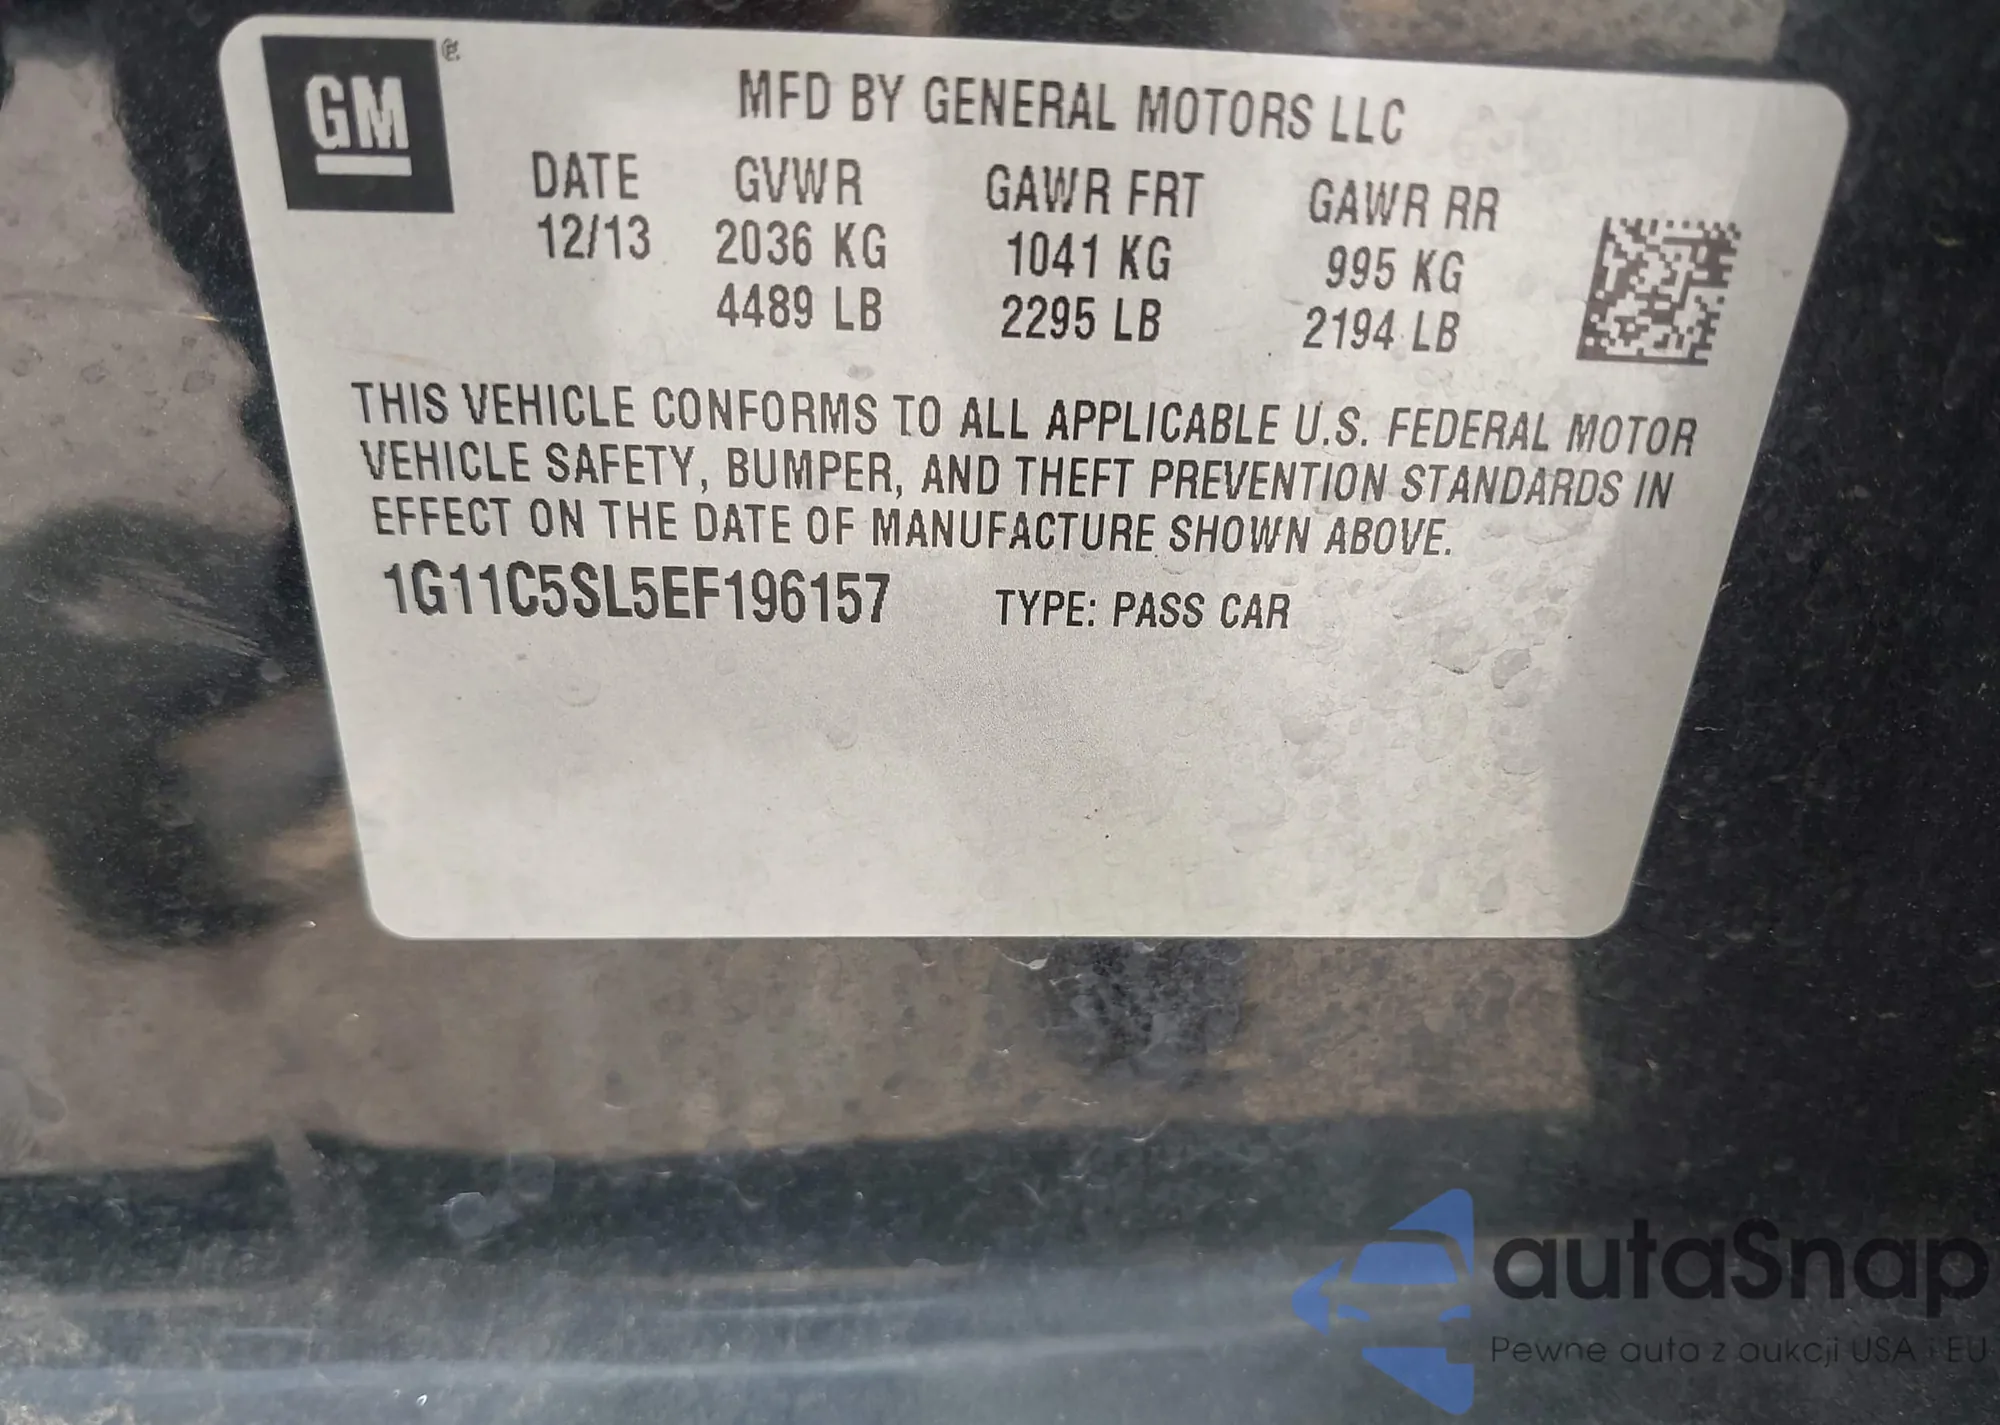 GM
MFD BY GENERAL MOTORS LLC
DATE GVWR GAWR FRT GAWR RR
12/13 2036 KG 1041 KG 995 KG
4489 LB 2295 LB 2194 LB
THIS VEHICLE CONFORMS TO ALL APPLICABLE U.S. FEDERAL MOTOR
VEHICLE SAFETY, BUMPER, AND THEFT PREVENTION STANDARDS IN
EFFECT ON THE DATE OF MANUFACTURE SHOWN ABOVE.
1G11C5SL5EF196157 TYPE: PASS CAR
autaSnap
Pewne auta z aukcji USA i EU